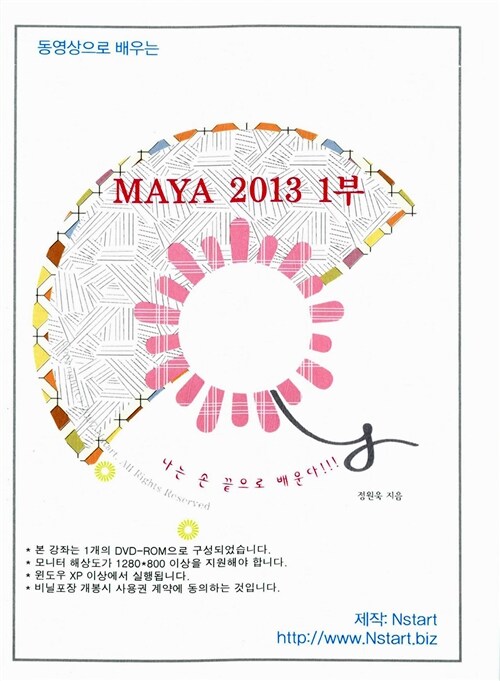 동영상으로 배우는
MAYA 2013 1부
All Rights Reserved
나는 손 끝으로 배운다!!!
정원욱 지음
* 본 강좌는 1개의 DVD-ROM으로 구성되었습니다.
* 모니터 해상도가 1280*800 이상을 지원해야 합니다.
* 윈도우 XP 이상에서 실행됩니다.
* 비닐포장 개봉시 사용권 계약에 동의하는 것입니다.
제작: Nstart
http://www.Nstart.biz